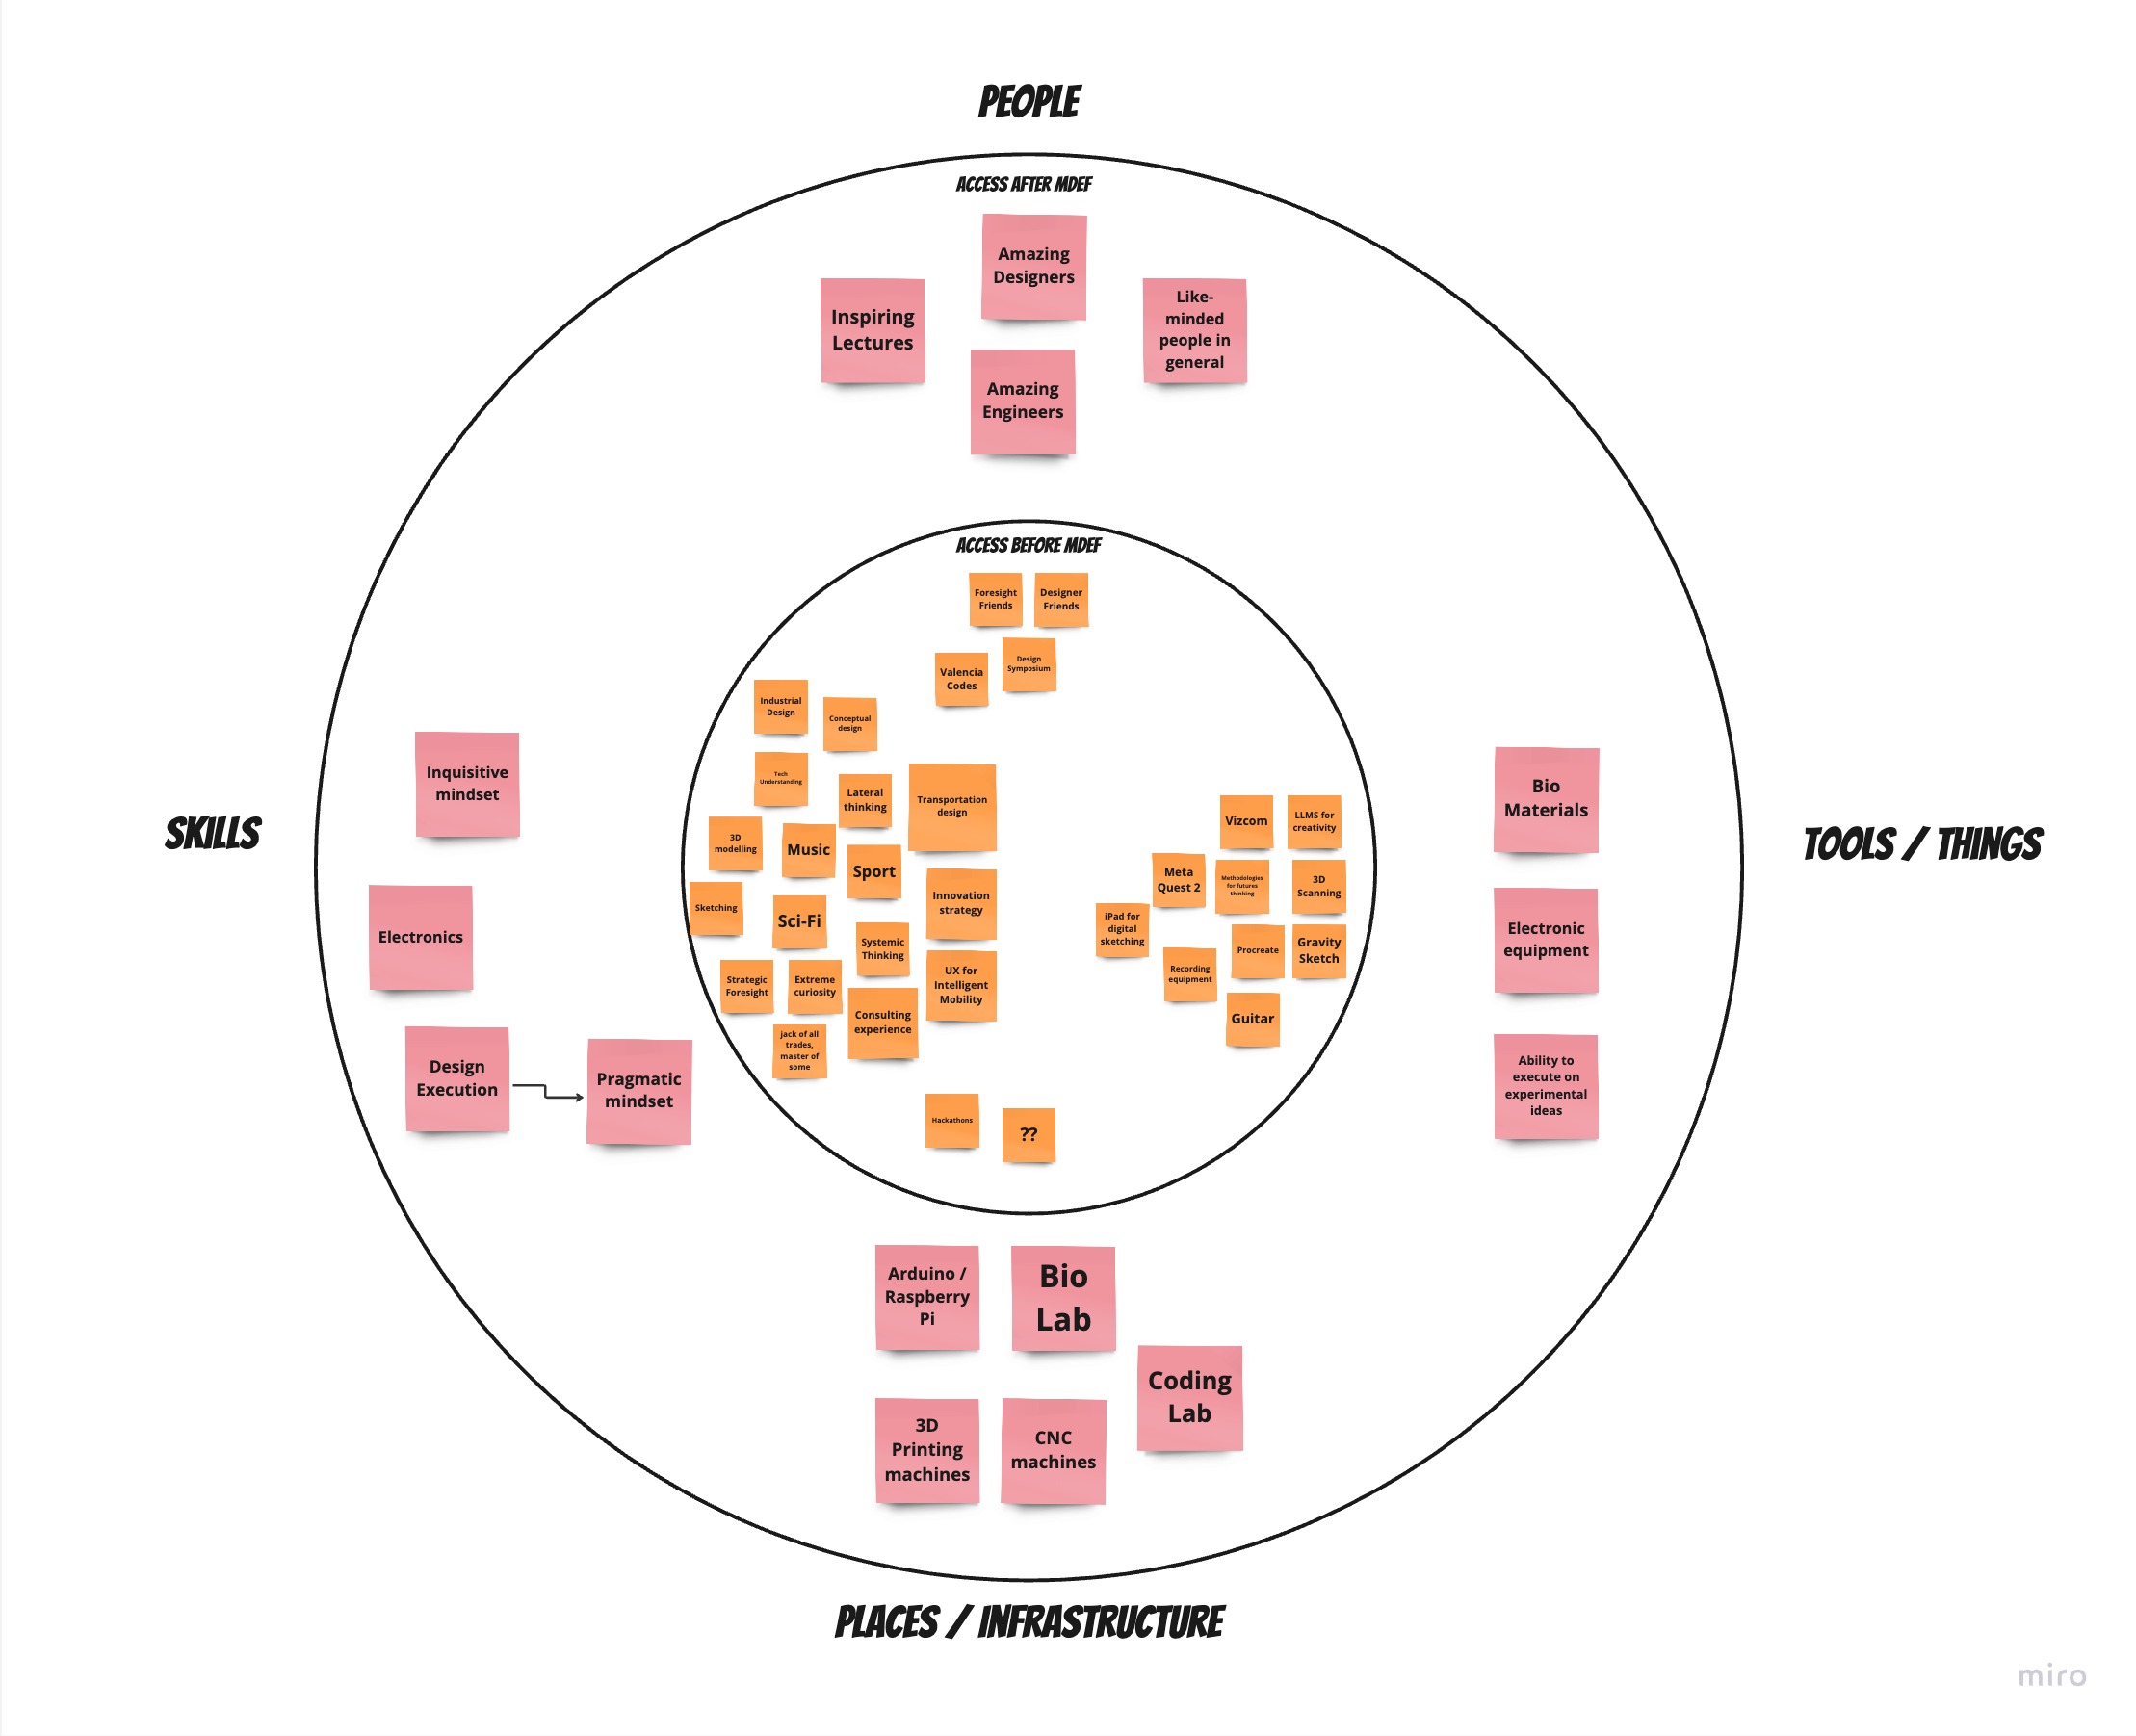 PEOPLE
ACCESS AFTER MDEF
Amazing
Designers
Inspiring
Lectures
Like-
minded
people in
general
Amazing
Engineers
ACCESS BEFORE MDEF
Foresight
Friends
Designer
Friends
Valencia
Codes
Design
Symposium
SKILLS
Inquisitive
mindset
Electronics
Design
Execution
Pragmatic
mindset
Industrial
Design
Conceptual
design
Tech
Understanding
Lateral
thinking
Transportation
design
3D
modelling
Music
Sport
Innovation
strategy
Sketching
Sci-Fi
Systemic
Thinking
UX for
Intelligent
Mobility
Strategic
Foresight
Extreme
curiosity
Consulting
experience
jack of all
trades,
master of
some
Vizcom
LLMS for
creativity
Meta
Quest 2
Methodologies
for futures
thinking
3D
Scanning
iPad for
digital
sketching
Procreate
Gravity
Sketch
Recording
equipment
Guitar
TOOLS / THINGS
Bio
Materials
Electronic
equipment
Ability to
execute on
experimental
ideas
Hackathons
??
Arduino /
Raspberry
Pi
Bio
Lab
Coding
Lab
3D
Printing
machines
CNC
machines
PLACES / INFRASTRUCTURE
miro